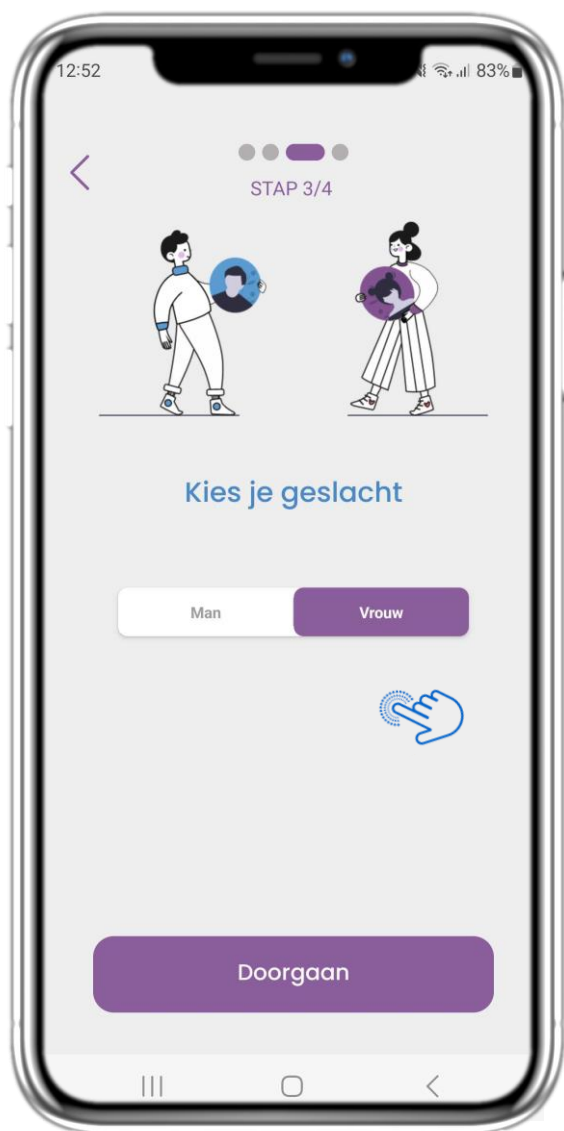 12:52
83%
STAP 3/4
Kies je geslacht
Man
Vrouw
Doorgaan